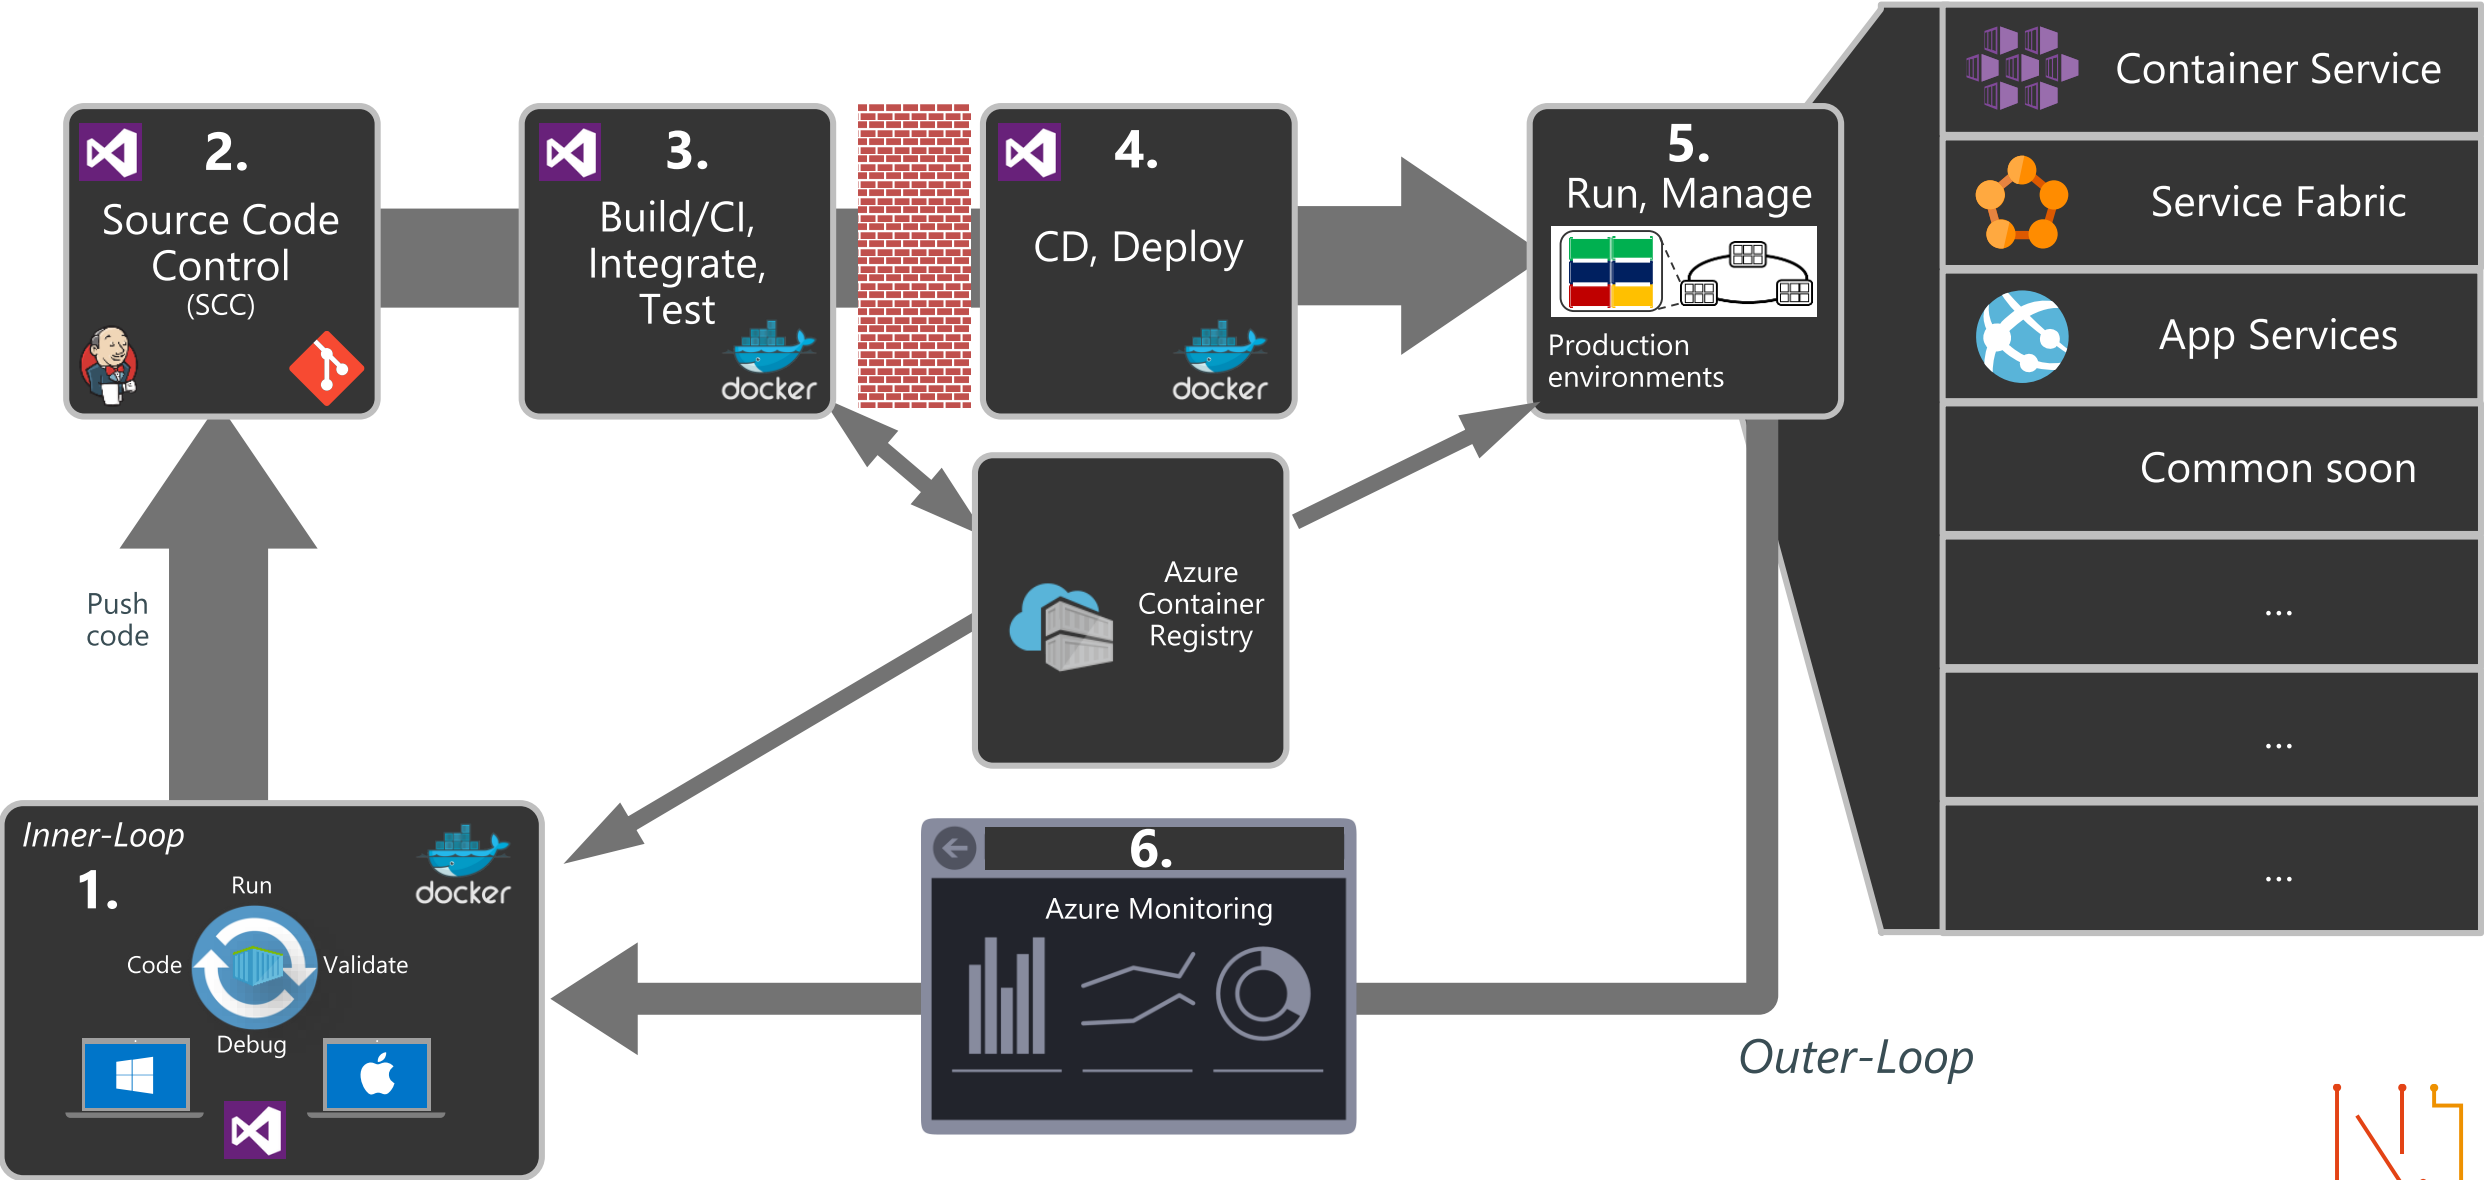 2.
Source Code
Control
(SCC)
3.
Build/CI,
Integrate,
Test
docker
4.
CD, Deploy
docker
5.
Run, Manage
Production
environments
Container Service
Service Fabric
App Services
Common soon
...
...
...
Push
code
Azure
Container
Registry
Inner-Loop
1.
docker
Run
Code
Validate
Debug
6.
Azure Monitoring
Outer-Loop